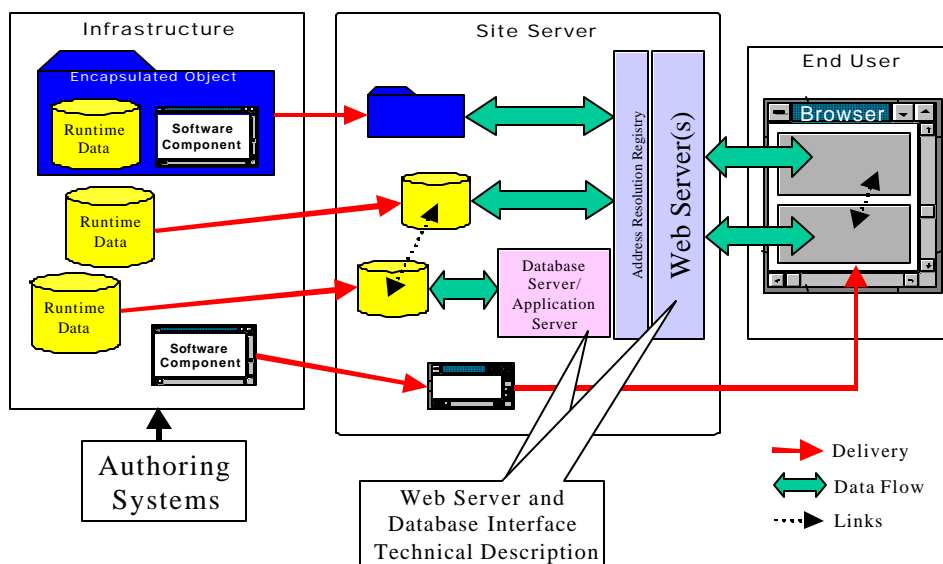 Infrastructure
Encapsulated Object
Runtime
Data
Software
Component
Runtime
Data
Runtime
Data
Software
Component
Authoring
Systems
Site Server
Database
Server/
Application
Server
Address Resolution Registry
Web Server(s)
Web Server and
Database Interface
Technical Description
End User
Browser
Delivery
Data Flow
Links